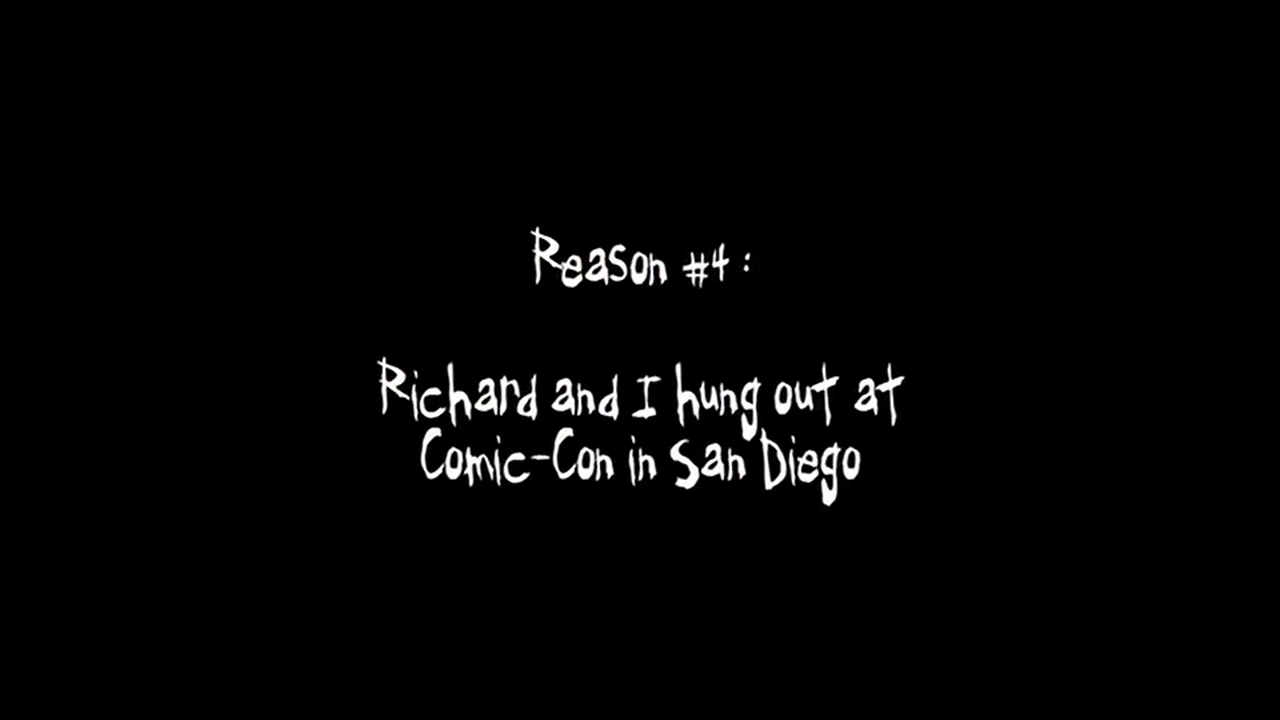 Reason #4:
Richard and I hung out at
Comic-Con in San Diego